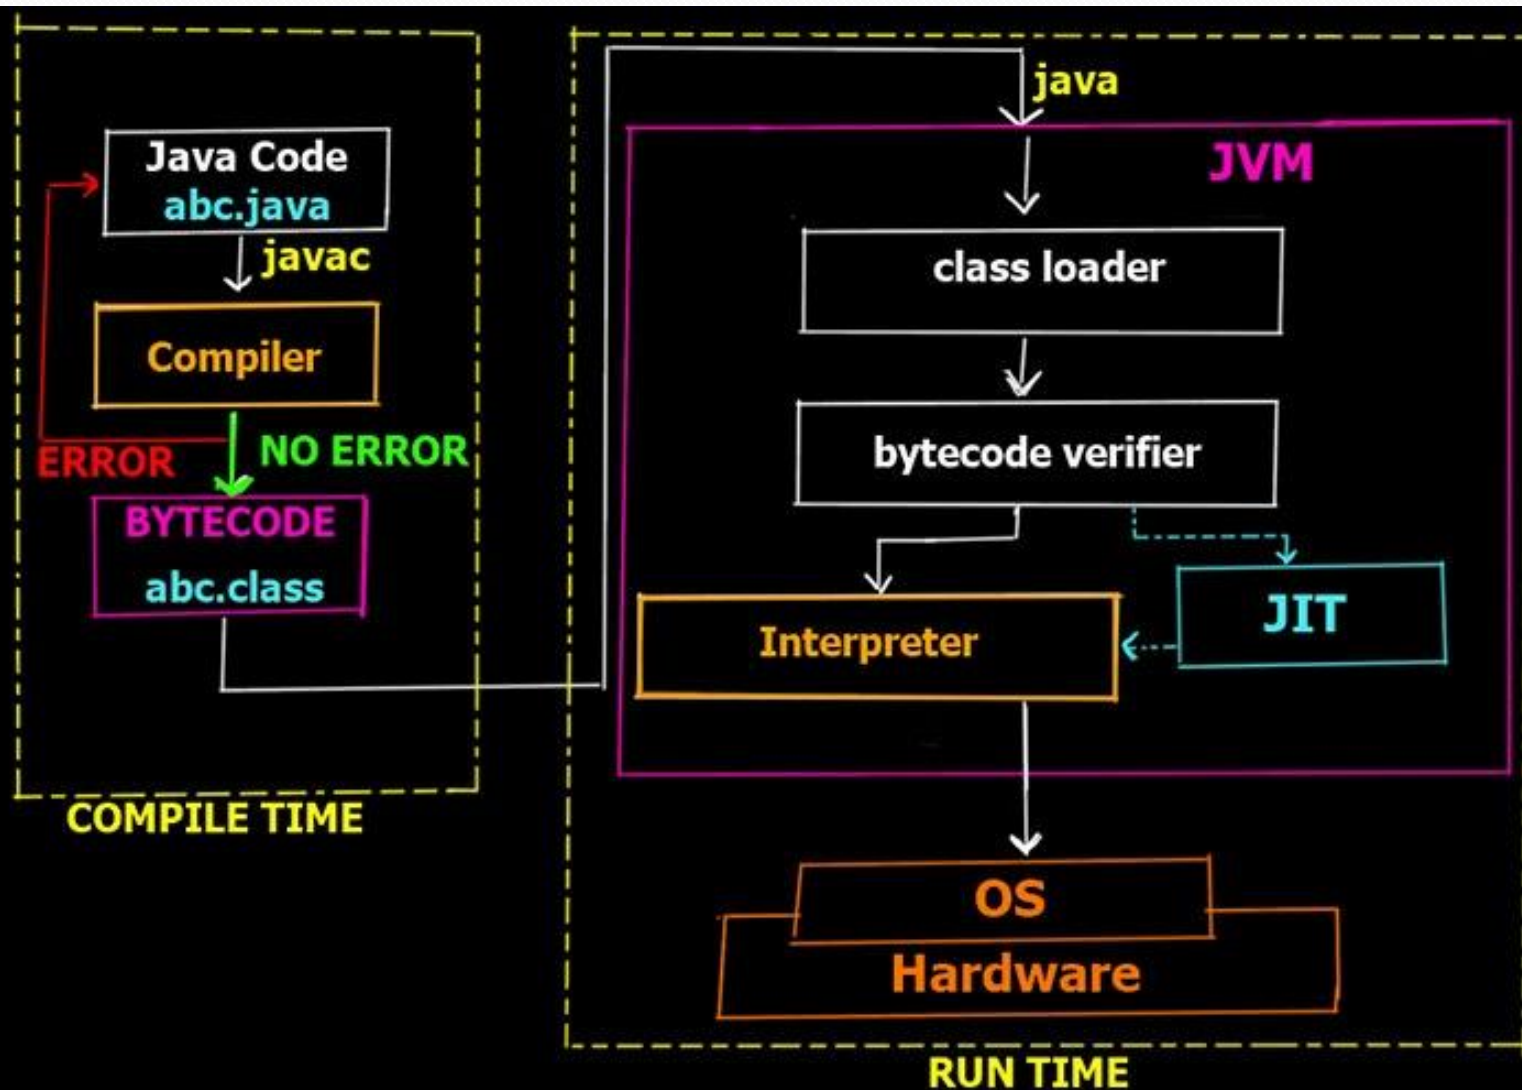 Java Code
abc.java
javac
Compiler
ERROR
NO ERROR
BYTECODE
abc.class
COMPILE TIME
java
JVM
class loader
bytecode verifier
JIT
Interpreter
OS
Hardware
RUN TIME